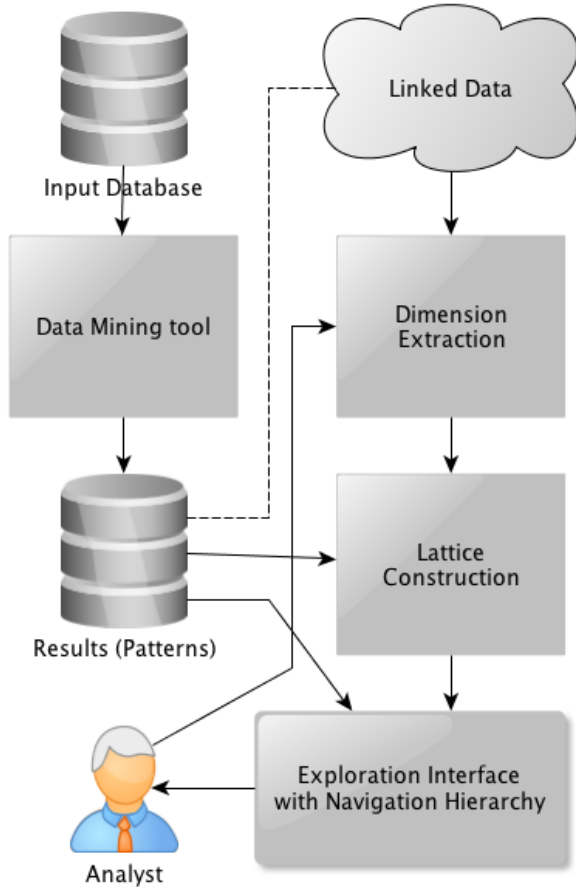 Linked Data
Input Database
Data Mining tool
Dimension
Extraction
Lattice
Construction
Results (Patterns)
Exploration Interface
with Navigation Hierarchy
Analyst